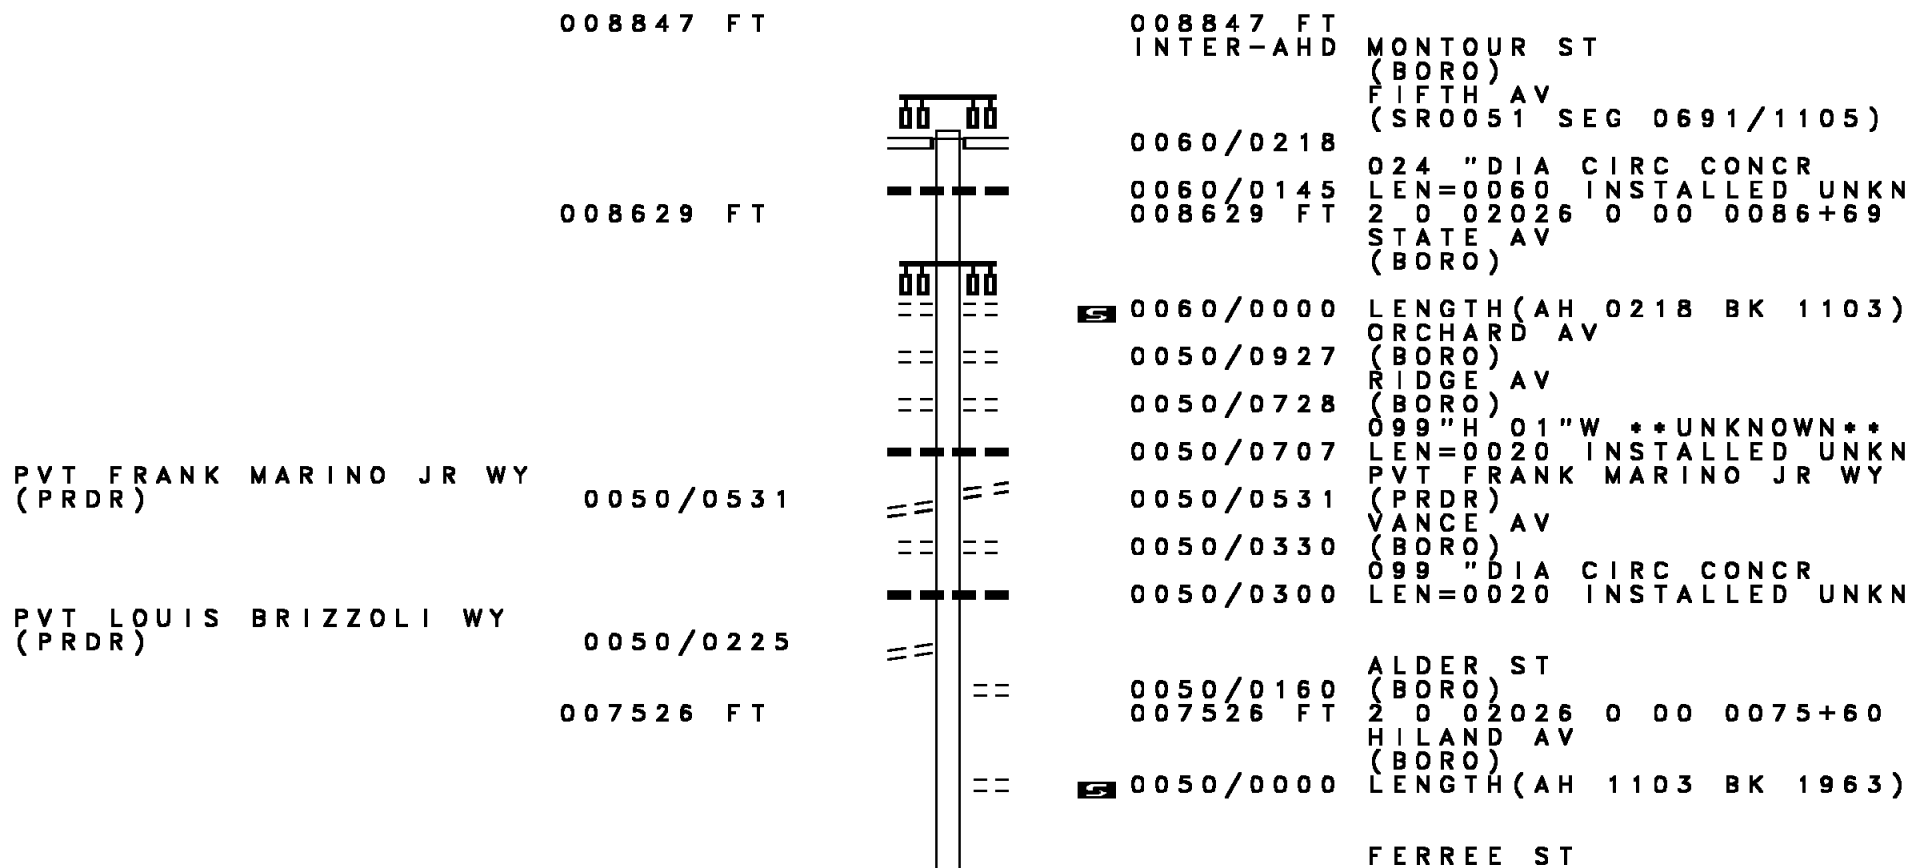 008847 FT 008847 FT
INTER-AHD MONTOUR ST
(BORO)
FIFTH AV
(SR0051 SEG 0691/1105)
0060/0218
024 "DIA CIRC CONCR
0060/0145 LEN=0060 INSTALLED UNKN
008629 FT 008629 FT 2 0 02026 0 00 0086+69
STATE AV
(BORO)
S 0060/0000 LENGTH(AH 0218 BK 1103)
ORCHARD AV
0050/0927 (BORO)
RIDGE AV
0050/0728 (BORO)
099"H 01"W **UNKNOWN**
0050/0707 LEN=0020 INSTALLED UNKN
PVT FRANK MARINO JR WY PVT FRANK MARINO JR WY
(PRDR) 0050/0531 0050/0531 (PRDR)
VANCE AV
0050/0330 (BORO)
099 "DIA CIRC CONCR
0050/0300 LEN=0020 INSTALLED UNKN
PVT LOUIS BRIZZOLI WY
(PRDR) 0050/0225
ALDER ST
0050/0160 (BORO)
007526 FT 007526 FT 2 0 02026 0 00 0075+60
HILAND AV
(BORO)
S 0050/0000 LENGTH(AH 1103 BK 1963)
FERREE ST